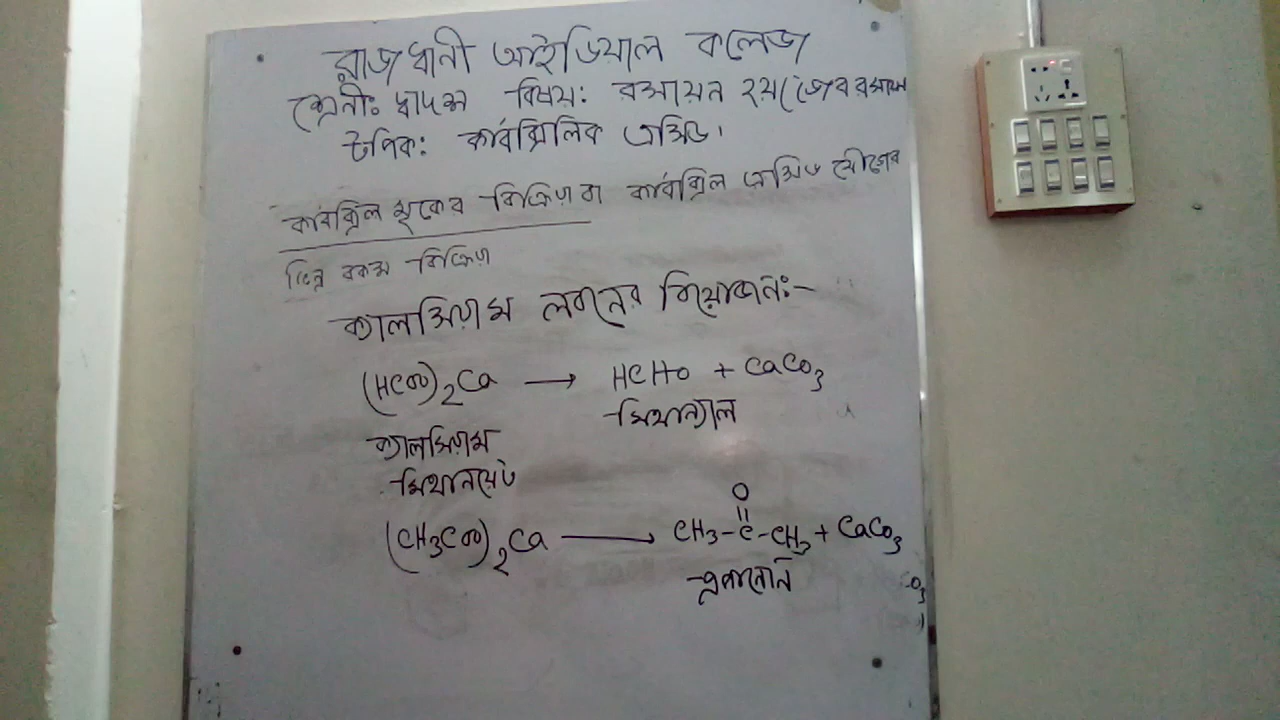 রাজধানী আইডিয়াল কলেজ
শ্রেনীঃ দ্বাদশ বিষয়: রসায়ন ২য় (জৈব রসায়ন
টপিক: কার্বক্সিলিক এসিড।
কার্বক্সিল মূলকের বিক্রিয়া বা কার্বক্সিল এসিড যৌগের
ভিন্ন রকম বিক্রিয়া
ক্যালসিয়াম লবনের বিয়োজনঃ-
(HCOO)₂Ca → HCHO + CaCO₃
মিথান্যাল
ক্যালসিয়াম
মিথানয়েট
O
||
(CH₃COO)₂Ca → CH₃-C-CH₃ + CaCO₃
প্রপানোন
CO₃